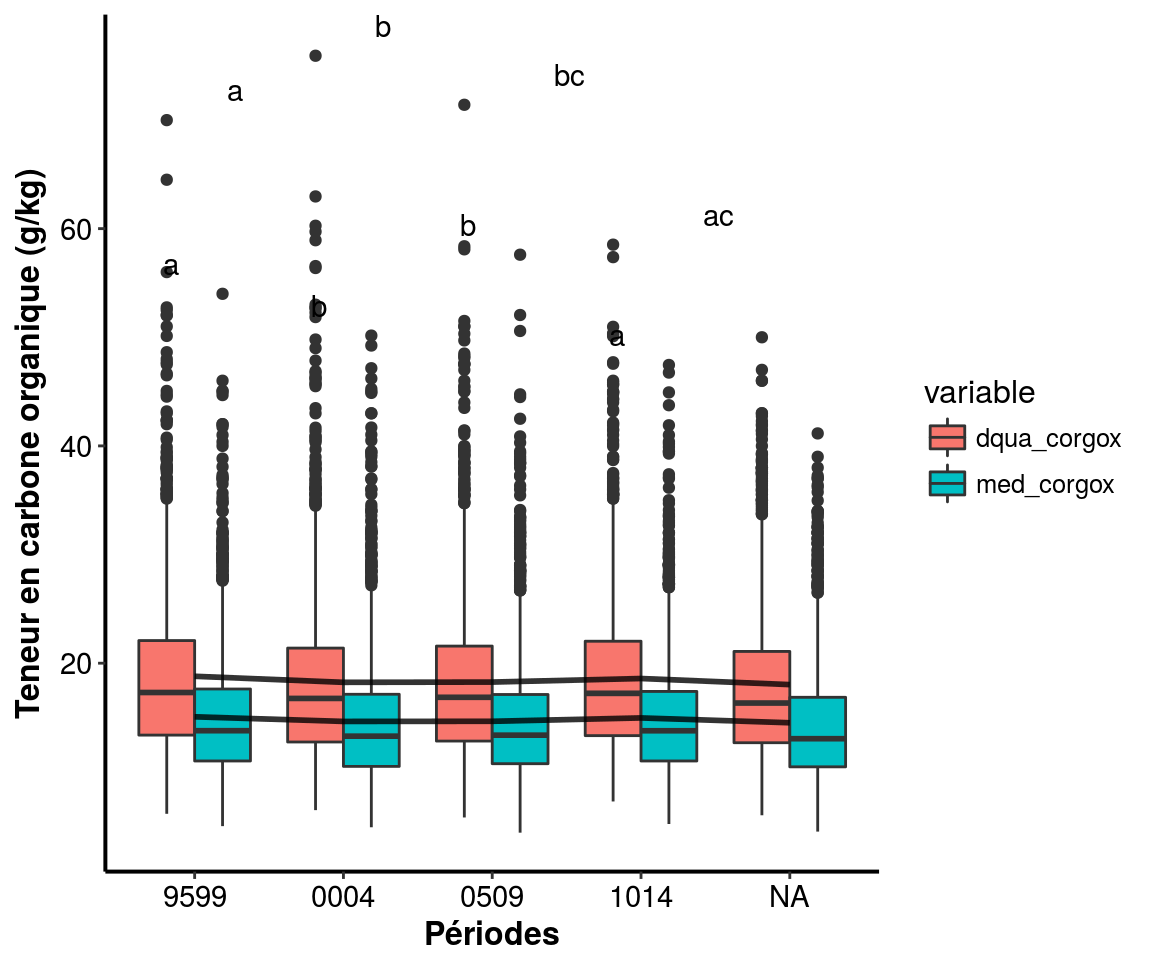 b
a
bc
ac
b
a
b
a
Teneur en carbone organique (g/kg)
60
40
20
9599 0004 0509 1014 NA
Périodes
variable
dqua_corgox
med_corgox